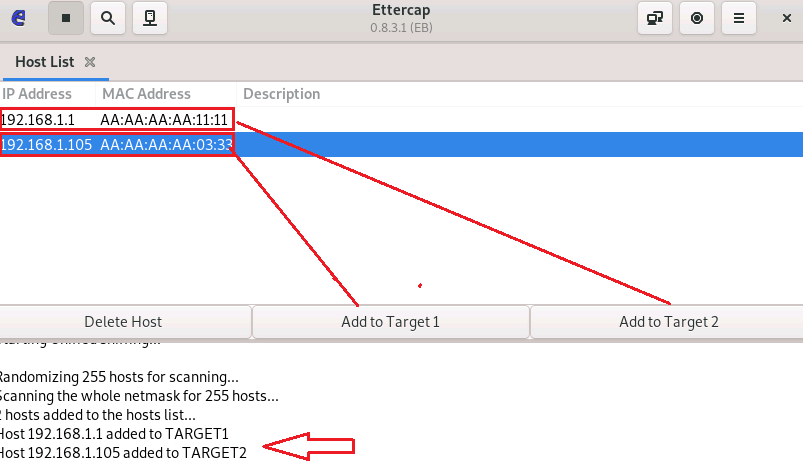 Ettercap
0.8.3.1 (EB)
Host List
IP Address MAC Address Description
192.168.1.1 AA:AA:AA:AA:11:11
192.168.1.105 AA:AA:AA:AA:03:33
Delete Host Add to Target 1 Add to Target 2
Starting Unified sniffing...
Randomizing 255 hosts for scanning...
Scanning the whole netmask for 255 hosts...
2 hosts added to the hosts list...
Host 192.168.1.1 added to TARGET1
Host 192.168.1.105 added to TARGET2